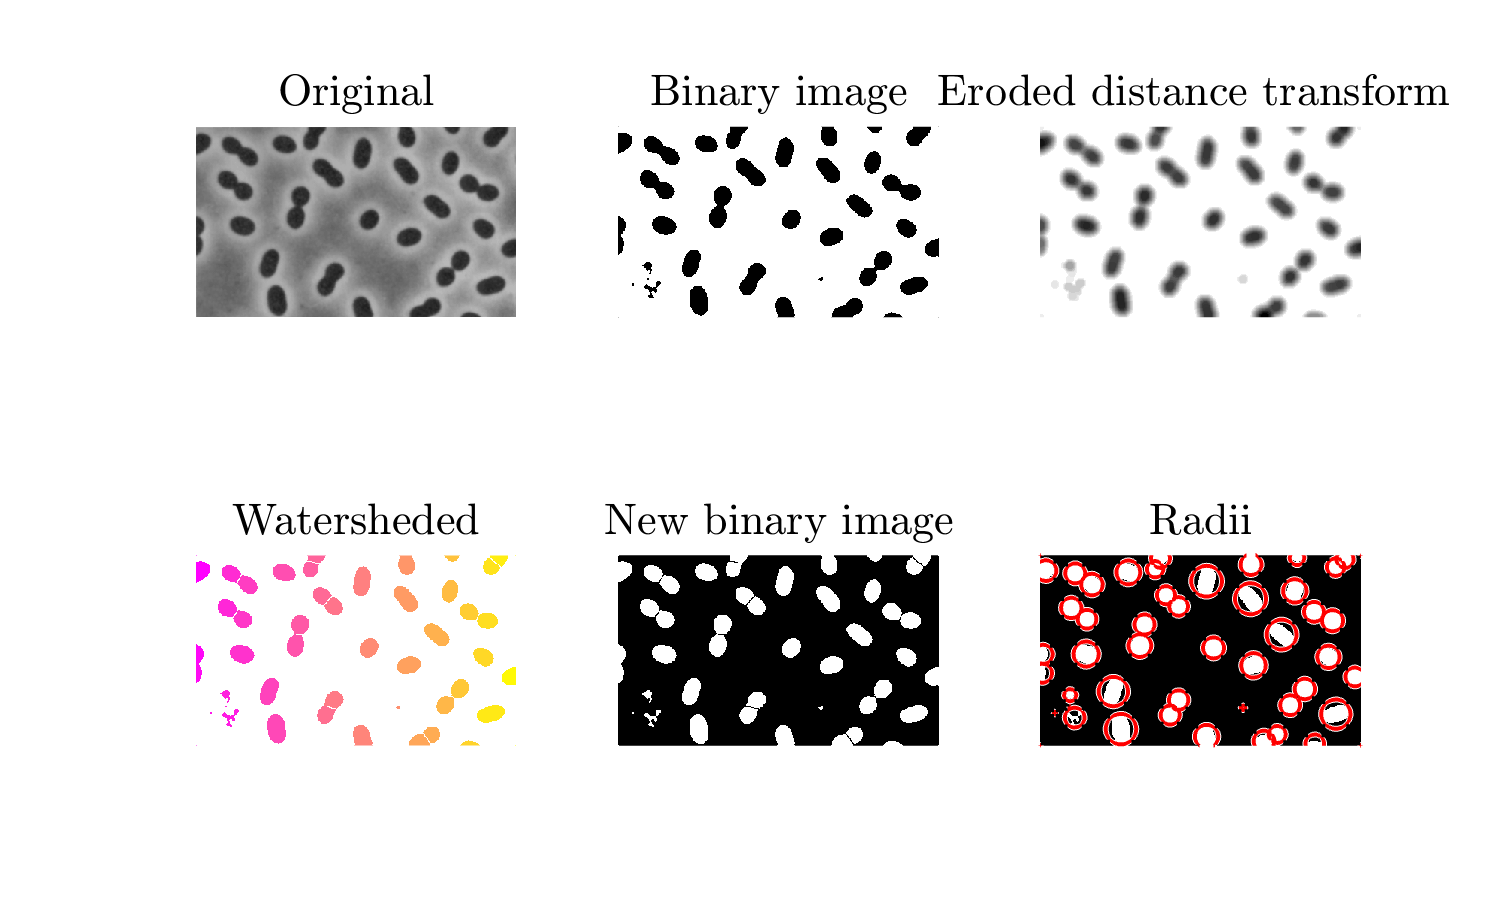 Original
Binary image
Eroded distance transform
Watersheded
New binary image
Radii